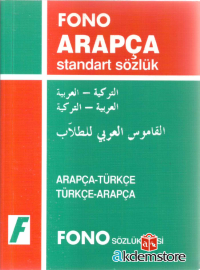 FONO
ARAPÇA
standart sözlük
التركية – العربية
العربية – التركية
القاموس العربي للطلاب
ARAPÇA-TÜRKÇE
TÜRKÇE-ARAPÇA
F
FONO
akdemstore